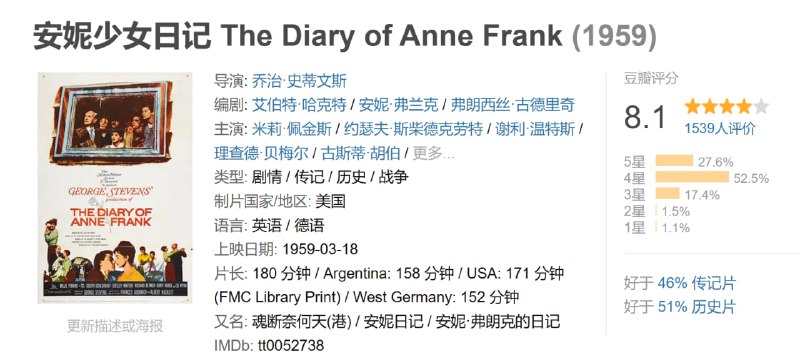 安妮少女日记 The Diary of Anne Frank (1959)
GEORGE STEVENS'
production of
THE DIARY OF
ANNE FRANK
更新描述或海报
导演: 乔治·史蒂文斯
编剧: 艾伯特·哈克特 / 安妮·弗兰克 / 弗朗西丝·古德里奇
主演: 米莉·佩金斯 / 约瑟夫·斯柴德克劳特 / 谢利·温特斯 /
理查德·贝梅尔 / 古斯蒂·胡伯 / 更多...
类型: 剧情 / 传记 / 历史 / 战争
制片国家/地区: 美国
语言: 英语 / 德语
上映日期: 1959-03-18
片长: 180 分钟 / Argentina: 158 分钟 / USA: 171 分钟
(FMC Library Print) / West Germany: 152 分钟
又名: 魂断奈何天(港) / 安妮日记 / 安妮·弗朗克的日记
IMDb: tt0052738
豆瓣评分
8.1
1539人评价
5星 27.6%
4星 52.5%
3星 17.4%
2星 1.5%
1星 1.1%
好于 46% 传记片
好于 51% 历史片